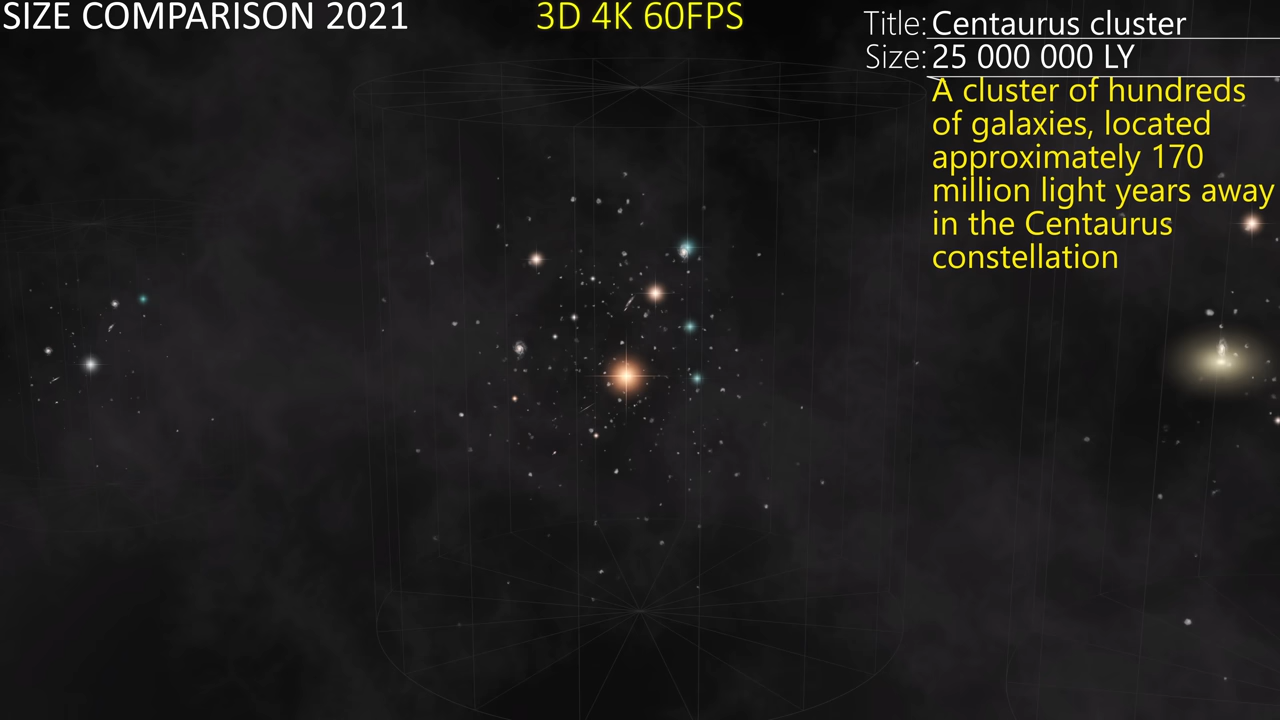 SIZE COMPARISON 2021
3D 4K 60FPS
Title: Centaurus cluster
Size: 25 000 000 LY
A cluster of hundreds
of galaxies, located
approximately 170
million light years away
in the Centaurus
constellation